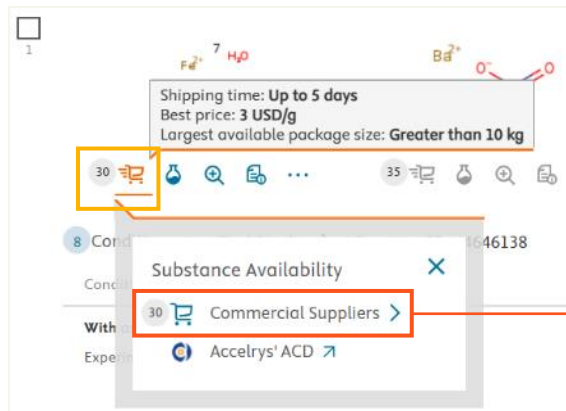 1
Fe2+ 7 H2O Ba2+
O- O
Shipping time: Up to 5 days
Best price: 3 USD/g
Largest available package size: Greater than 10 kg
30 ... 35
8 Cond 4646138
Substance Availability
Condi
30 Commercial Suppliers >
With
Accelrys' ACD
Experi